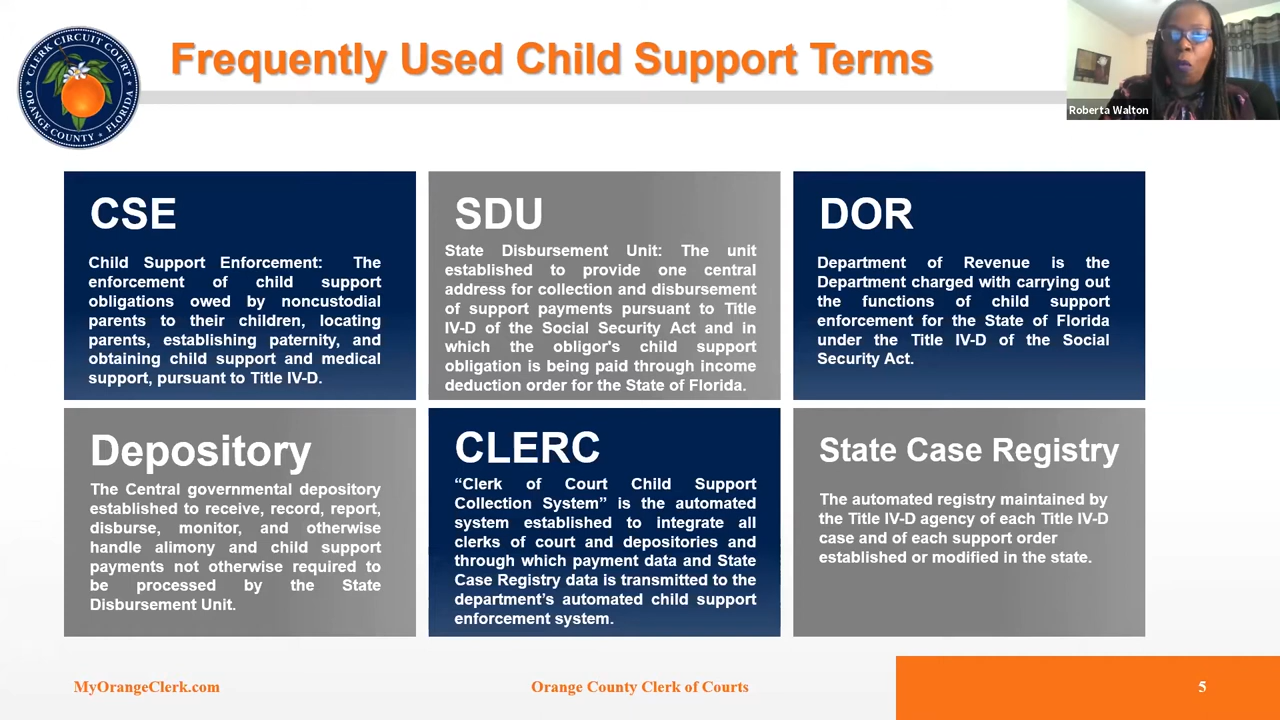 CLERK CIRCUIT COURT
ORANGE COUNTY ★ FLORIDA
Frequently Used Child Support Terms
Roberta Walton
CSE
Child Support Enforcement: The
enforcement of child support
obligations owed by noncustodial
parents to their children, locating
parents, establishing paternity, and
obtaining child support and medical
support, pursuant to Title IV-D.
SDU
State Disbursement Unit: The unit
established to provide one central
address for collection and disbursement
of support payments pursuant to Title
IV-D of the Social Security Act and in
which the obligor's child support
obligation is being paid through income
deduction order for the State of Florida.
DOR
Department of Revenue is the
Department charged with carrying out
the functions of child support
enforcement for the State of Florida
under the Title IV-D of the Social
Security Act.
Depository
The Central governmental depository
established to receive, record, report,
disburse, monitor, and otherwise
handle alimony and child support
payments not otherwise required to
be processed by the State
Disbursement Unit.
CLERC
“Clerk of Court Child Support
Collection System” is the automated
system established to integrate all
clerks of court and depositories and
through which payment data and State
Case Registry data is transmitted to the
department’s automated child support
enforcement system.
State Case Registry
The automated registry maintained by
the Title IV-D agency of each Title IV-D
case and of each support order
established or modified in the state.
MyOrangeClerk.com
Orange County Clerk of Courts
5